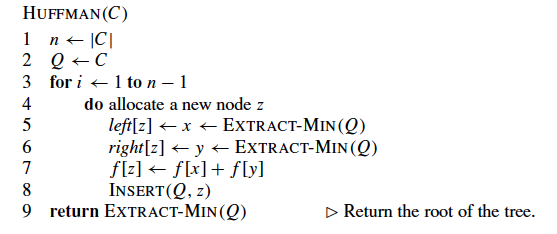 HUFFMAN(C)
1 n ← |C|
2 Q ← C
3 for i ← 1 to n − 1
4 do allocate a new node z
5 left[z] ← x ← EXTRACT-MIN(Q)
6 right[z] ← y ← EXTRACT-MIN(Q)
7 f[z] ← f[x] + f[y]
8 INSERT(Q, z)
9 return EXTRACT-MIN(Q) ▷ Return the root of the tree.